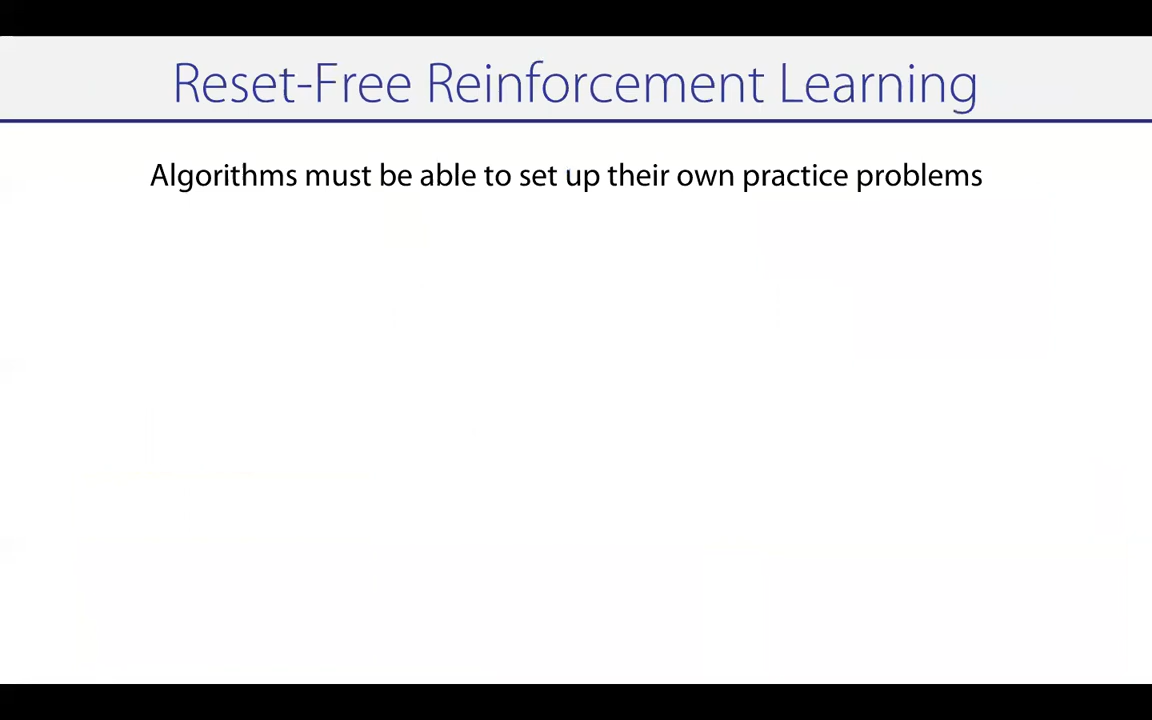 Reset-Free Reinforcement Learning
Algorithms must be able to set up their own practice problems